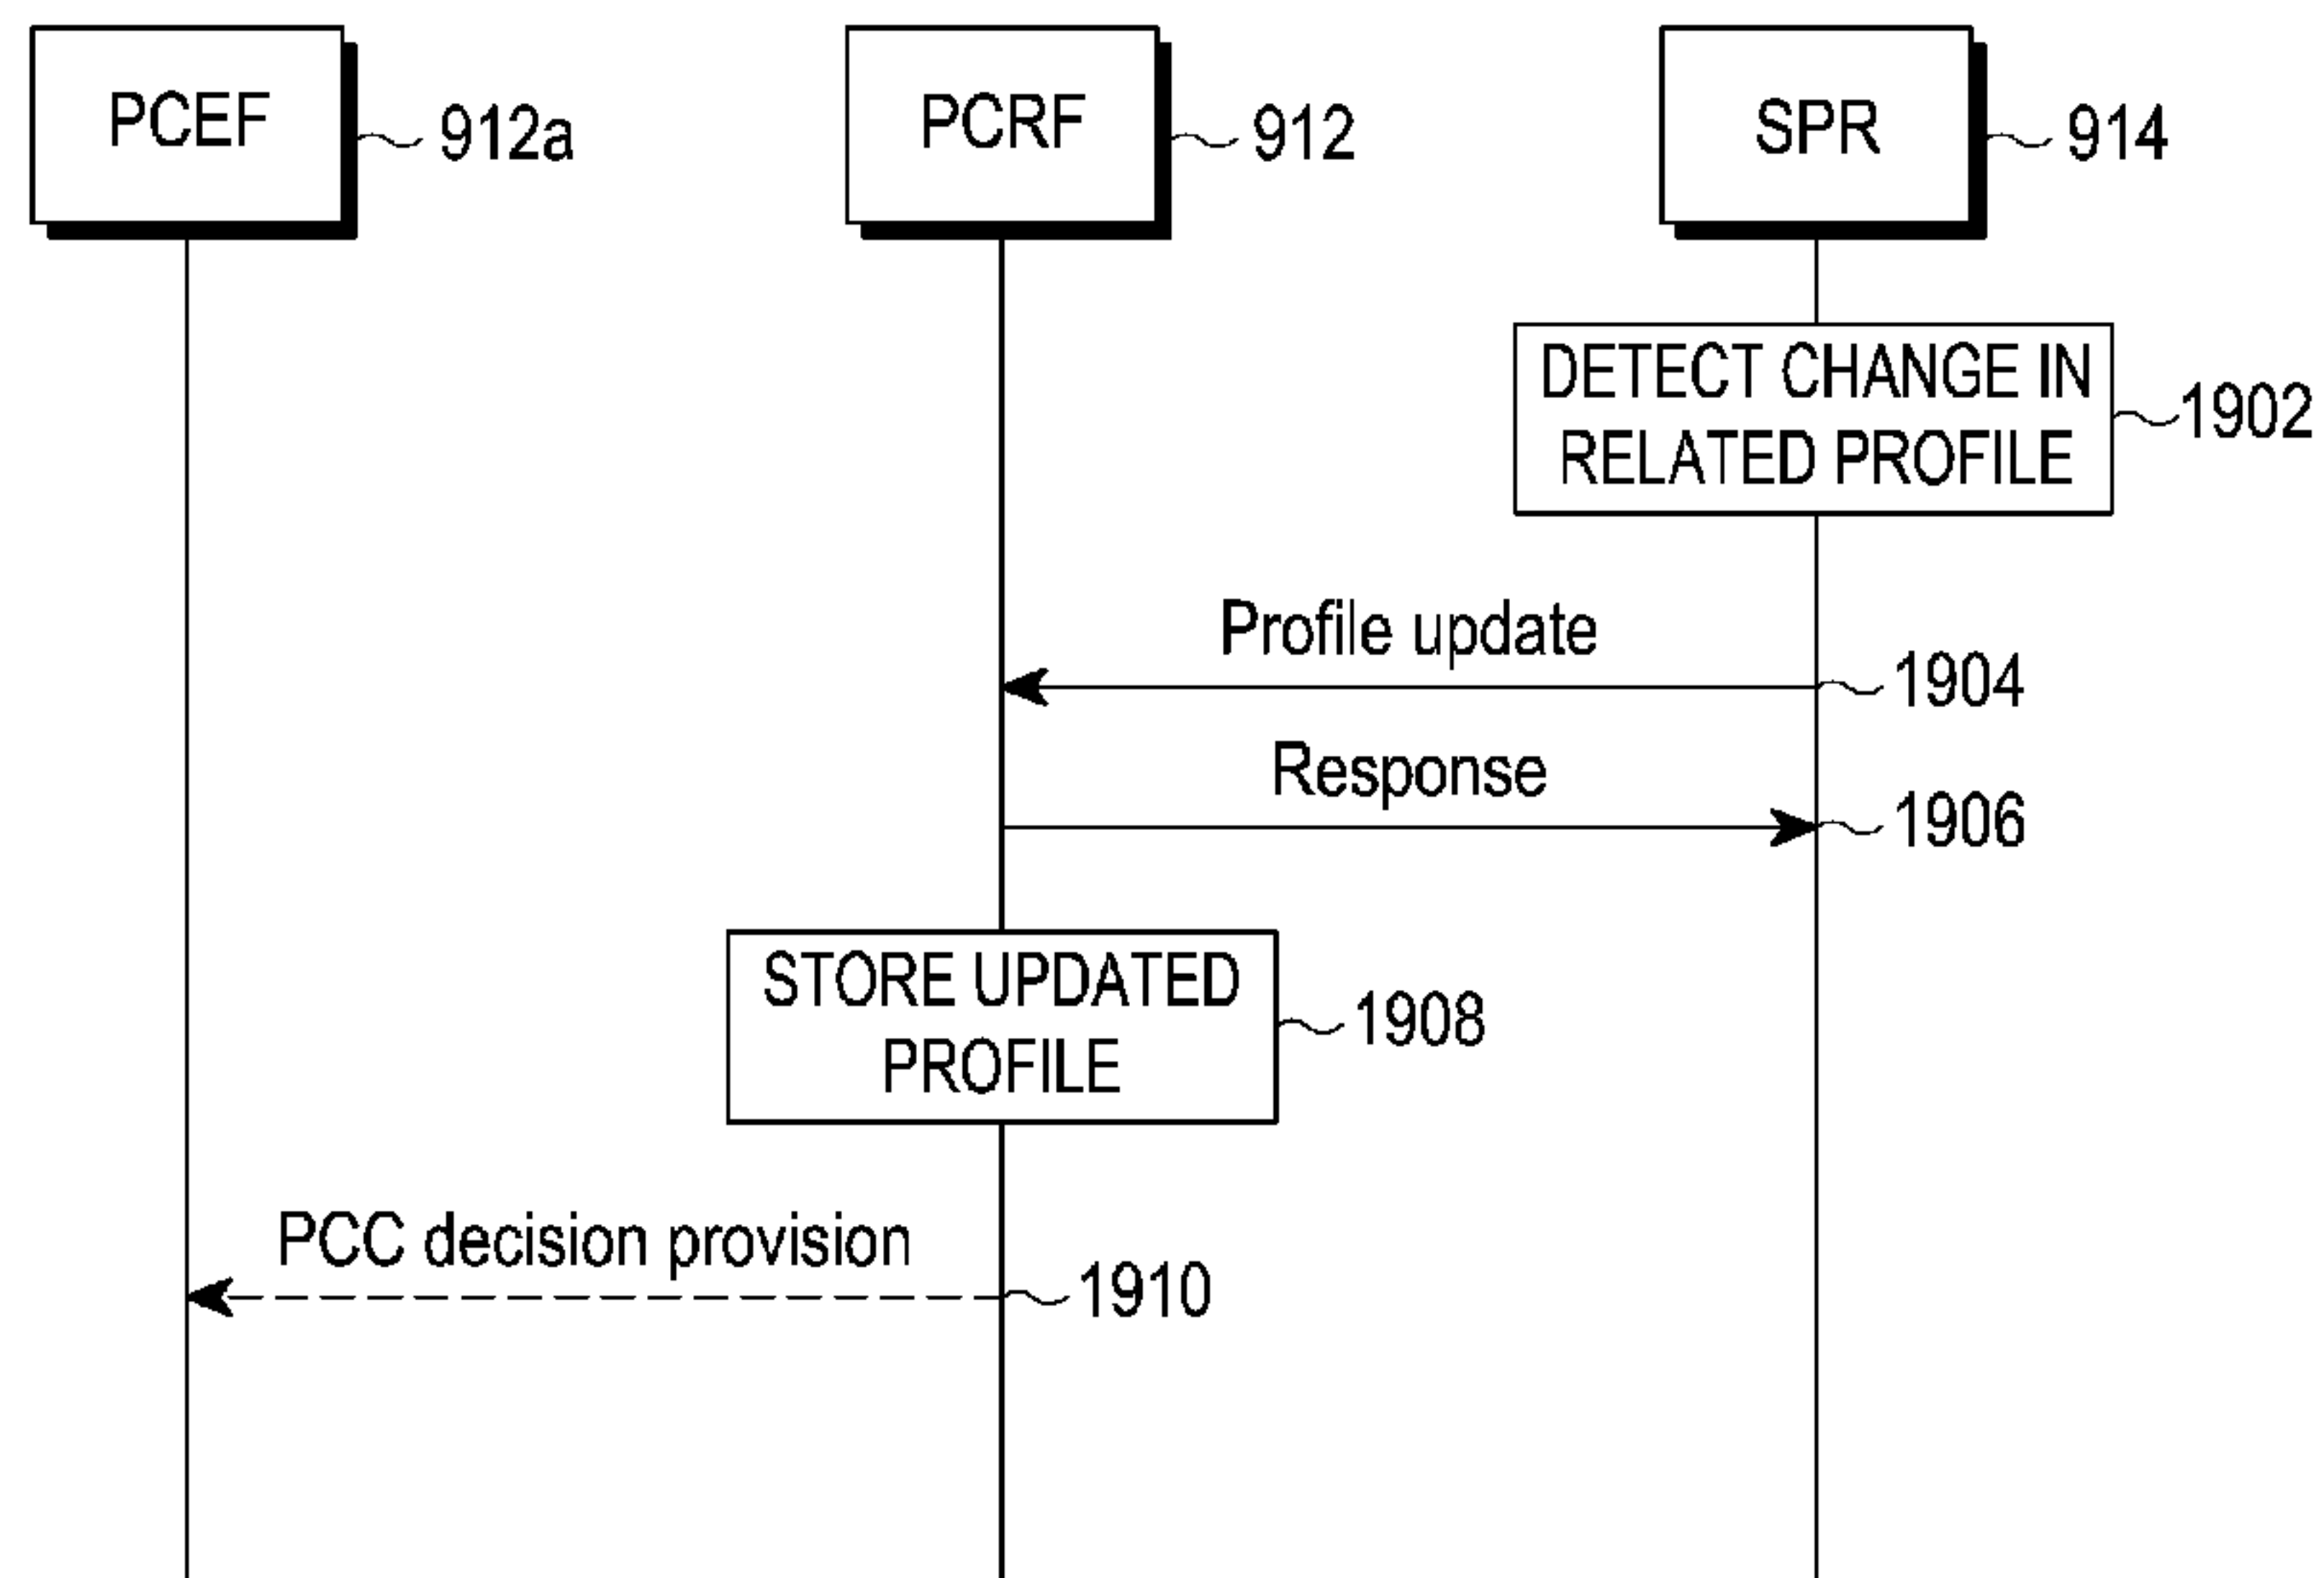 PCEF
912a
PCRF
912
SPR
914
DETECT CHANGE IN
RELATED PROFILE
1902
Profile update
1904
Response
1906
STORE UPDATED
PROFILE
1908
PCC decision provision
1910